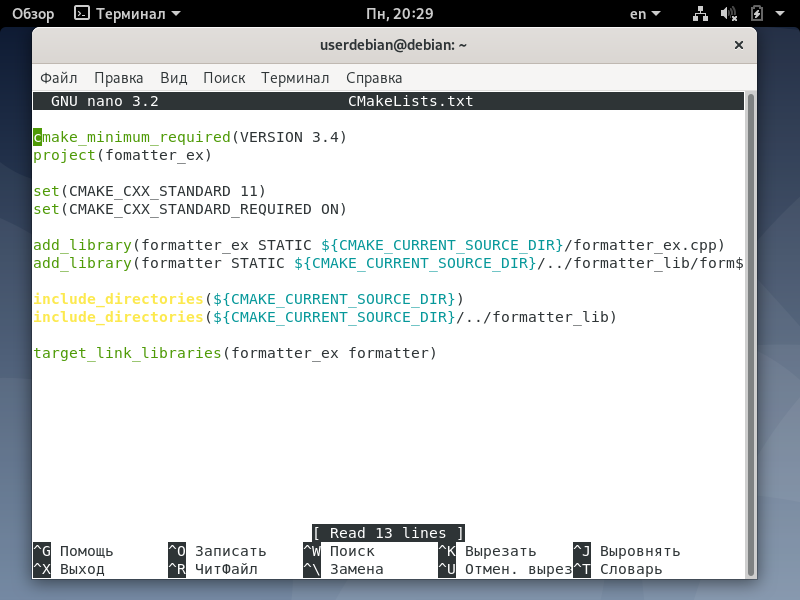 Обзор Терминал Пн, 20:29 en
userdebian@debian: ~
Файл Правка Вид Поиск Терминал Справка
GNU nano 3.2 CMakeLists.txt
cmake_minimum_required(VERSION 3.4)
project(fomatter_ex)
set(CMAKE_CXX_STANDARD 11)
set(CMAKE_CXX_STANDARD_REQUIRED ON)
add_library(formatter_ex STATIC ${CMAKE_CURRENT_SOURCE_DIR}/formatter_ex.cpp)
add_library(formatter STATIC ${CMAKE_CURRENT_SOURCE_DIR}/../formatter_lib/form$
include_directories(${CMAKE_CURRENT_SOURCE_DIR})
include_directories(${CMAKE_CURRENT_SOURCE_DIR}/../formatter_lib)
target_link_libraries(formatter_ex formatter)
[ Read 13 lines ]
^G Помощь ^O Записать ^W Поиск ^K Вырезать ^J Выровнять
^X Выход ^R ЧитФайл ^\ Замена ^U Отмен. вырез^T Словарь